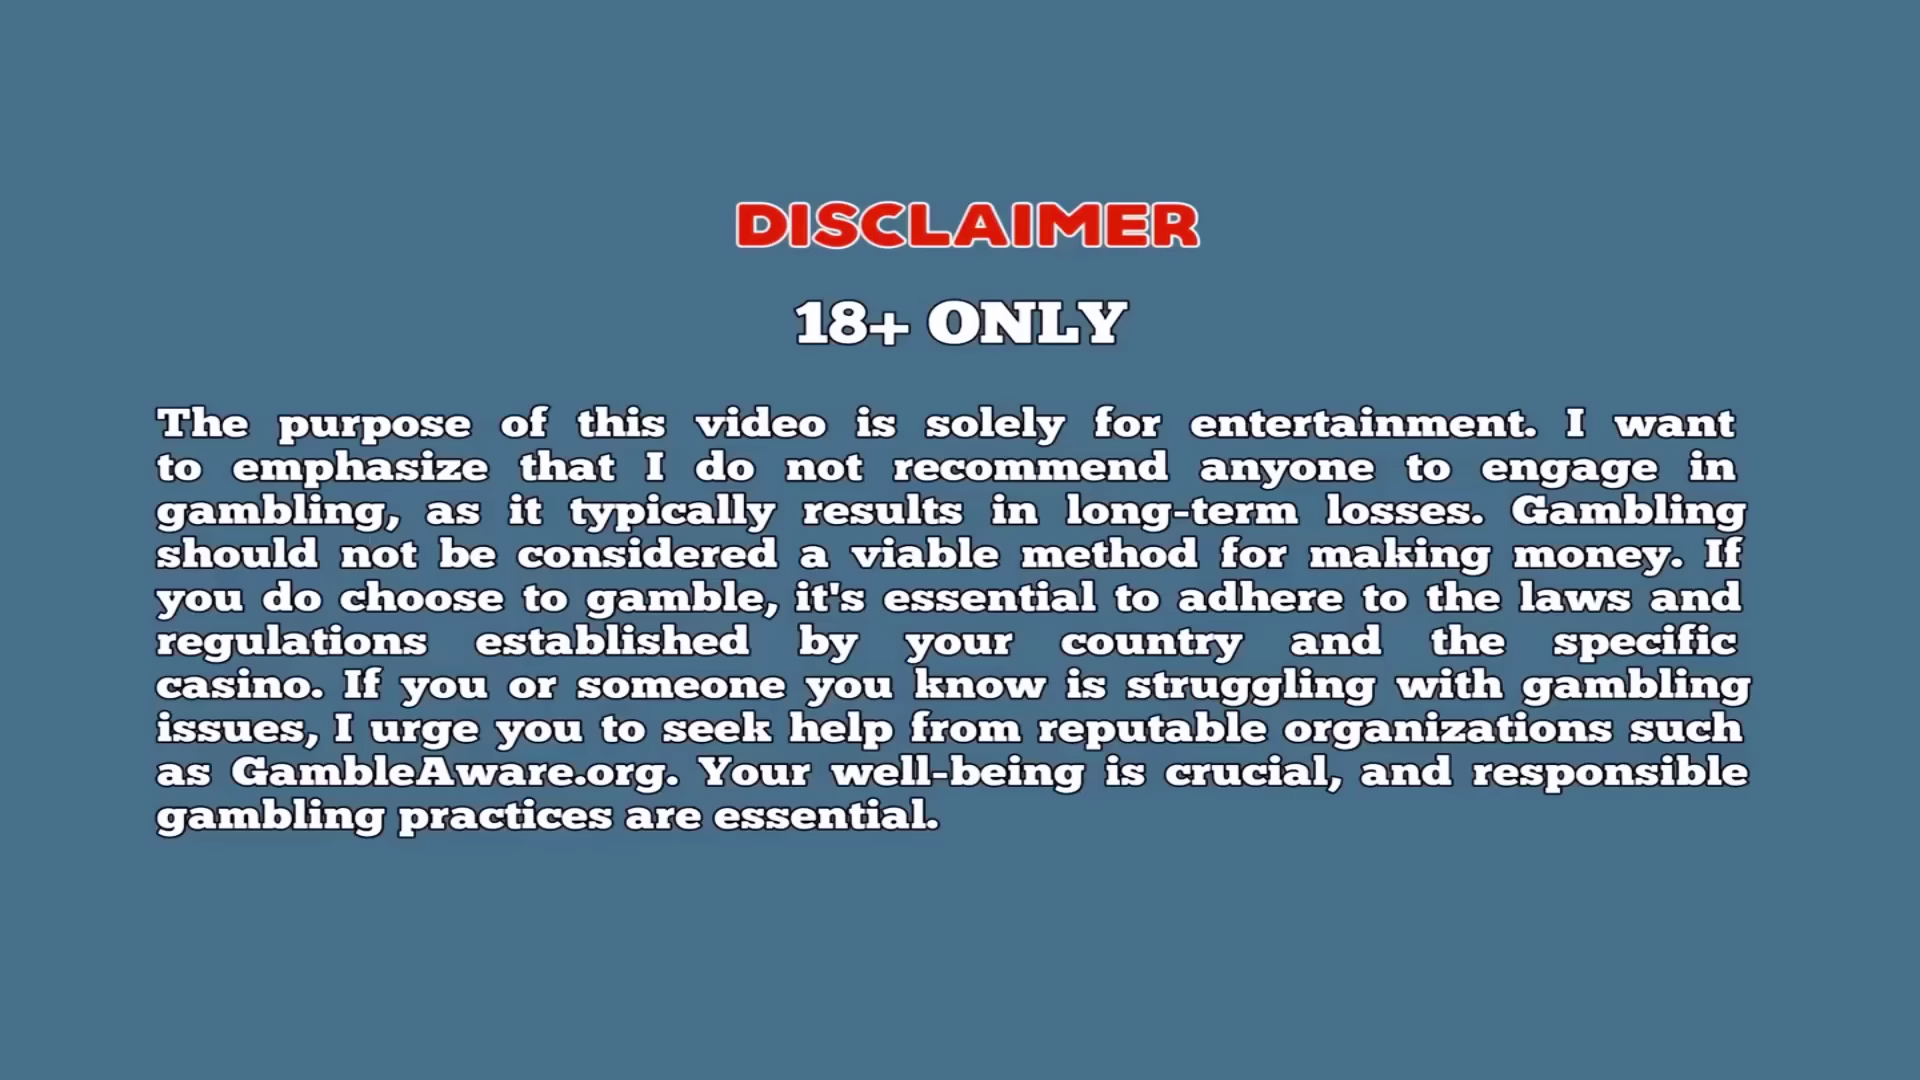 DISCLAIMER
18+ ONLY
The purpose of this video is solely for entertainment. I want
to emphasize that I do not recommend anyone to engage in
gambling, as it typically results in long-term losses. Gambling
should not be considered a viable method for making money. If
you do choose to gamble, it's essential to adhere to the laws and
regulations established by your country and the specific
casino. If you or someone you know is struggling with gambling
issues, I urge you to seek help from reputable organizations such
as GambleAware.org. Your well-being is crucial, and responsible
gambling practices are essential.